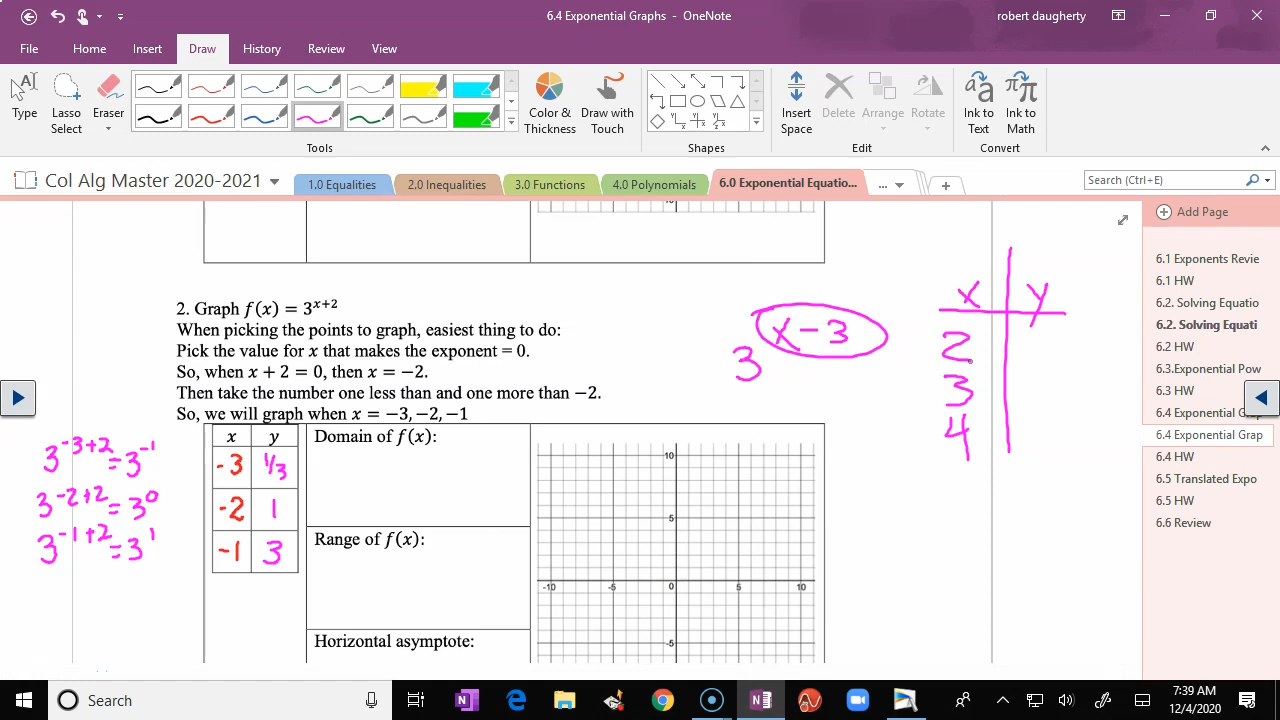 6.4 Exponential Graphs - OneNote
robert daugherty
File Home Insert Draw History Review View
Type
Lasso Select
Eraser
Color & Thickness
Draw with Touch
Insert Space
Delete
Arrange
Rotate
Ink to Text
Ink to Math
Tools Shapes Edit Convert
Col Alg Master 2020-2021
1.0 Equalities
2.0 Inequalities
3.0 Functions
4.0 Polynomials
6.0 Exponential Equatio...
...
Search (Ctrl+E)
Add Page
6.1 Exponents Revie
6.1 HW
6.2. Solving Equatio
6.2. Solving Equati
6.2 HW
6.3.Exponential Pow
6.3 HW
6.4 Exponential Grap
6.4 Exponential Grap
6.4 HW
6.5 Translated Expo
6.5 HW
6.6 Review
2. Graph f(x) = 3^{x+2}
When picking the points to graph, easiest thing to do:
Pick the value for x that makes the exponent = 0.
So, when x + 2 = 0, then x = −2.
Then take the number one less than and one more than −2.
So, we will graph when x = −3, −2, −1
3^{x-3}
x y
2
3
4
3^{-3+2} = 3^{-1}
3^{-2+2} = 3^{0}
3^{-1+2} = 3^{1}
x y
-3 1/3
-2 1
-1 3
Domain of f(x):
Range of f(x):
Horizontal asymptote:
10
5
-10 -5 0 5 10
-5
Search
7:39 AM
12/4/2020